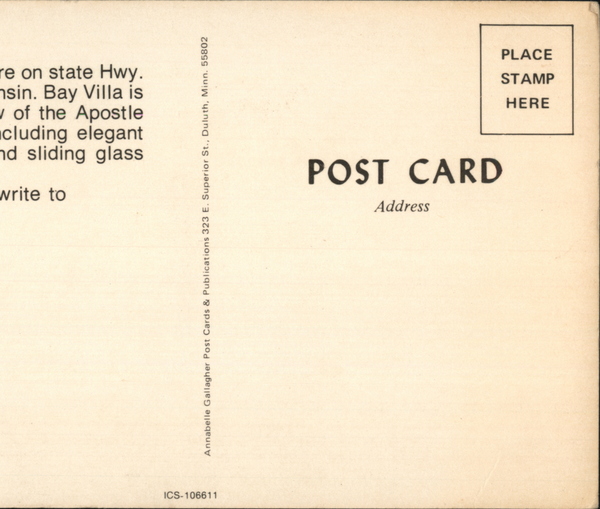 re on state Hwy.
nsin. Bay Villa is
w of the Apostle
ncluding elegant
nd sliding glass
write to
Annabelle Gallagher Post Cards & Publications 323 E. Superior St., Duluth, Minn. 55802
ICS-106611
PLACE
STAMP
HERE
POST CARD
Address